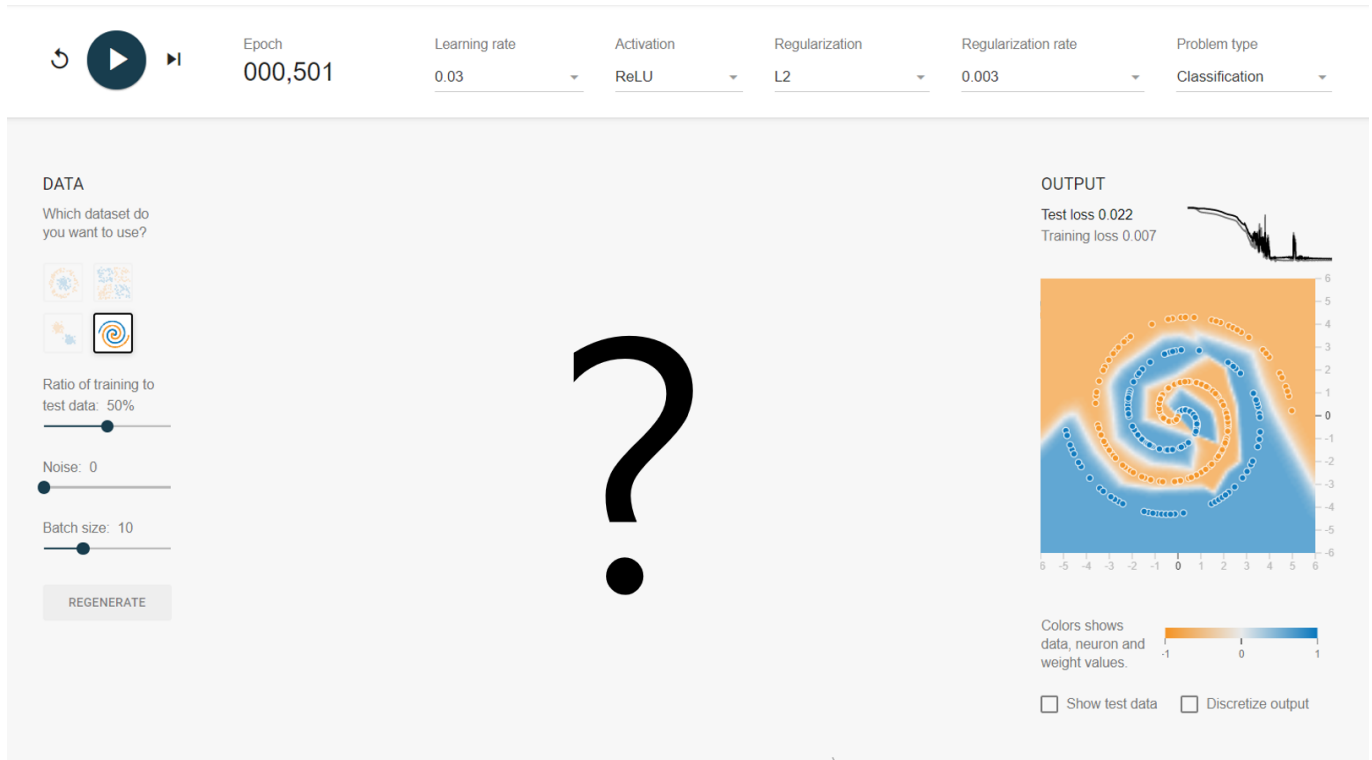 Epoch
000,501
Learning rate
0.03
Activation
ReLU
Regularization
L2
Regularization rate
0.003
Problem type
Classification
DATA
Which dataset do
you want to use?
Ratio of training to
test data: 50%
Noise: 0
Batch size: 10
REGENERATE
?
OUTPUT
Test loss 0.022
Training loss 0.007
6
5
4
3
2
1
0
-1
-2
-3
-4
-5
-6
6 -5 -4 -3 -2 -1 0 1 2 3 4 5 6
Colors shows
data, neuron and
weight values.
-1 0 1
Show test data
Discretize output